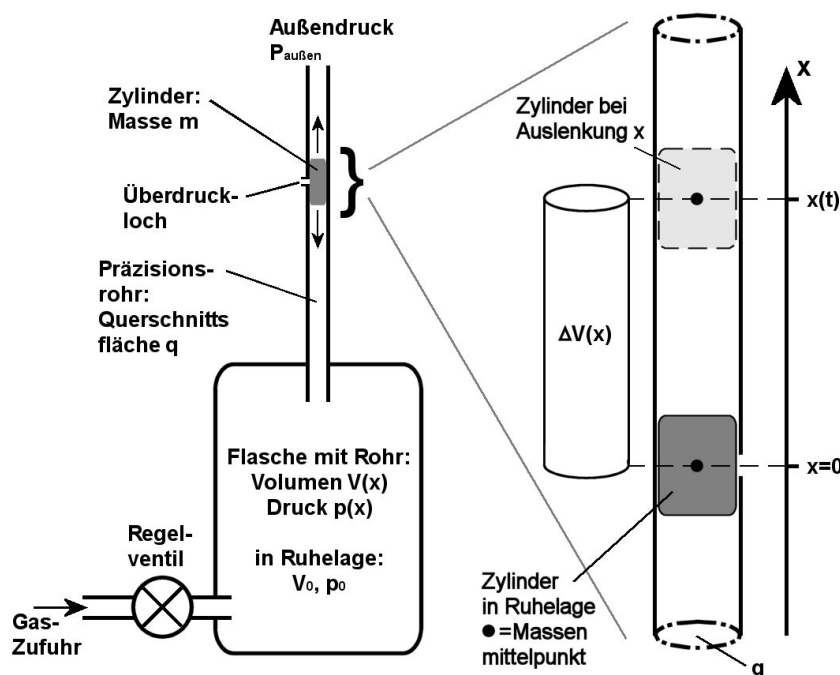 Außendruck
Paußen
Zylinder:
Masse m
Überdruck-
loch
Präzisions-
rohr:
Querschnitts
fläche q
Flasche mit Rohr:
Volumen V(x)
Druck p(x)
in Ruhelage:
V₀, p₀
Regel-
ventil
Gas-
Zufuhr
x
Zylinder bei
Auslenkung x
x(t)
ΔV(x)
x=0
Zylinder
in Ruhelage
=Massen
mittelpunkt
q